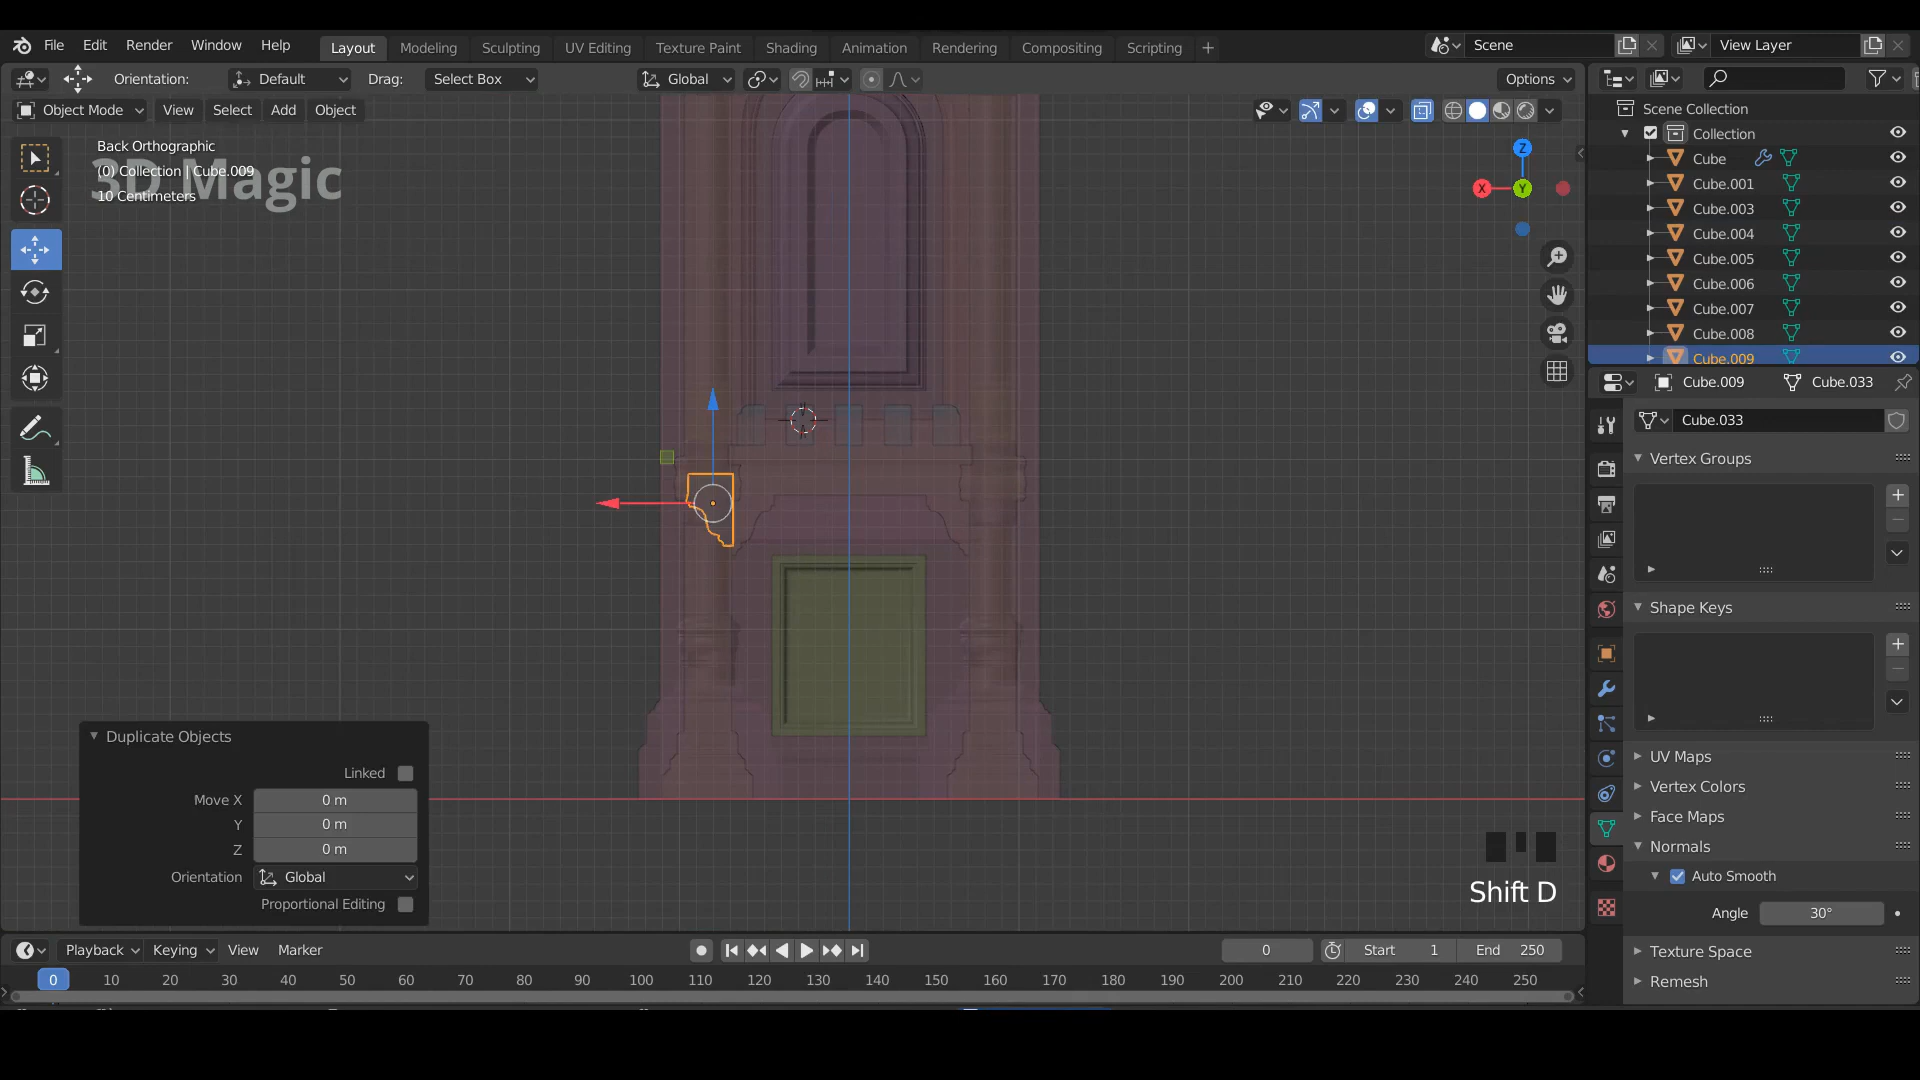 File Edit Render Window Help Layout Modeling Sculpting UV Editing Texture Paint Shading Animation Rendering Compositing Scripting + Scene View Layer
Orientation: Default Drag: Select Box Global Options
Object Mode View Select Add Object
Back Orthographic
(0) Collection | Cube.009
10 Centimeters
3D Magic
Z
X
Y
Scene Collection
Collection
Cube
Cube.001
Cube.003
Cube.004
Cube.005
Cube.006
Cube.007
Cube.008
Cube.009
Cube.009 Cube.033
Cube.033
Vertex Groups
Shape Keys
UV Maps
Vertex Colors
Face Maps
Normals
Auto Smooth
Angle 30°
Texture Space
Remesh
Duplicate Objects
Linked
Move X 0 m
Y 0 m
Z 0 m
Orientation Global
Proportional Editing
Shift D
Playback Keying View Marker 0 Start 1 End 250
0 10 20 30 40 50 60 70 80 90 100 110 120 130 140 150 160 170 180 190 200 210 220 230 240 250